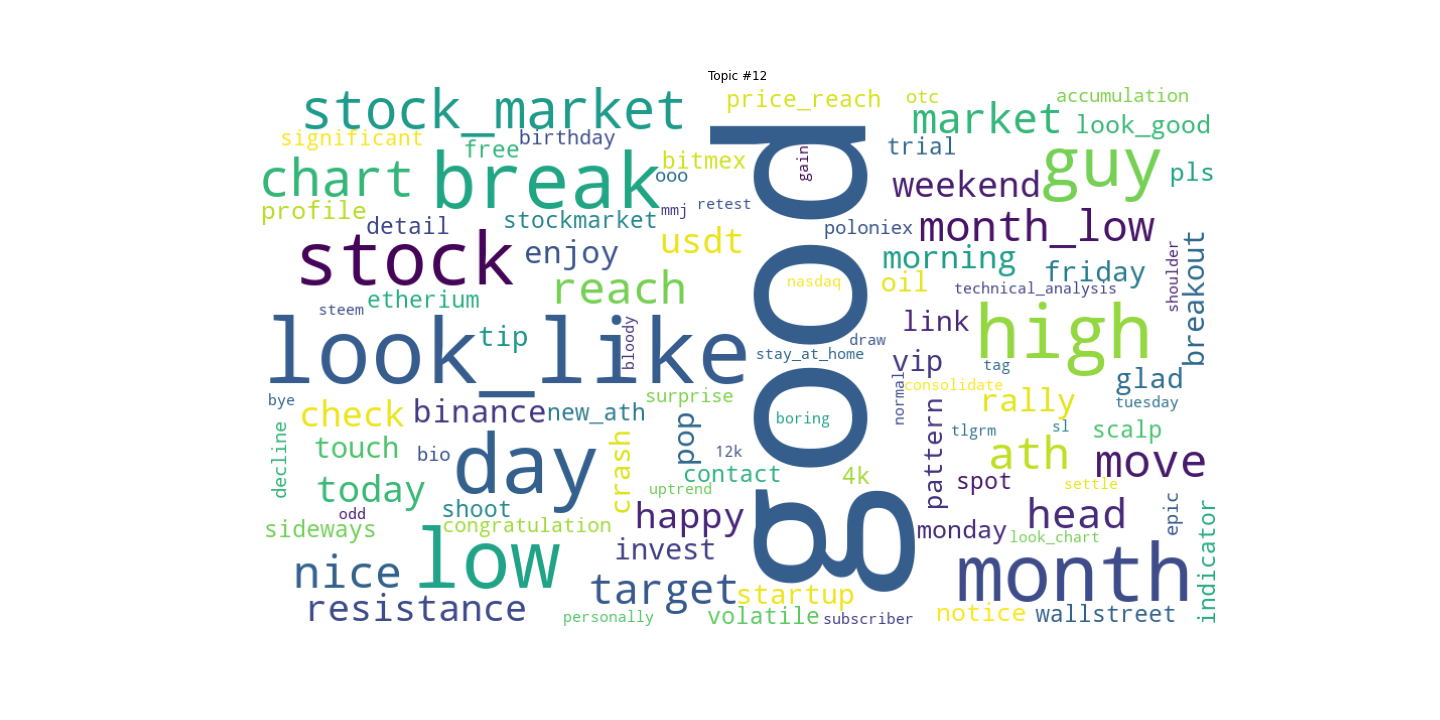 Topic #12
stock_market
price_reach
otc
accumulation
market
look_good
significant
birthday
free
bitmex
gain
trial
guy
pls
chart
break
ooo
weekend
profile
detail
stockmarket
mmj
retest
poloniex
month_low
stock
enjoy
usdt
good
morning
friday
shoulder
breakout
etherium
reach
nasdaq
oil
technical_analysis
steem
tip
bloody
link
high
look_like
draw
stay_at_home
vip
tag
glad
bye
check
binance
new_ath
surprise
normal
consolidate
rally
tuesday
boring
decline
touch
bio
day
crash
pop
12k
pattern
tlgrm
sl
scalp
ath
move
contact
4k
spot
settle
today
uptrend
odd
shoot
sideways
congratulation
happy
monday
head
look_chart
epic
indicator
low
invest
nice
target
startup
month
resistance
personally
volatile
subscriber
notice
wallstreet